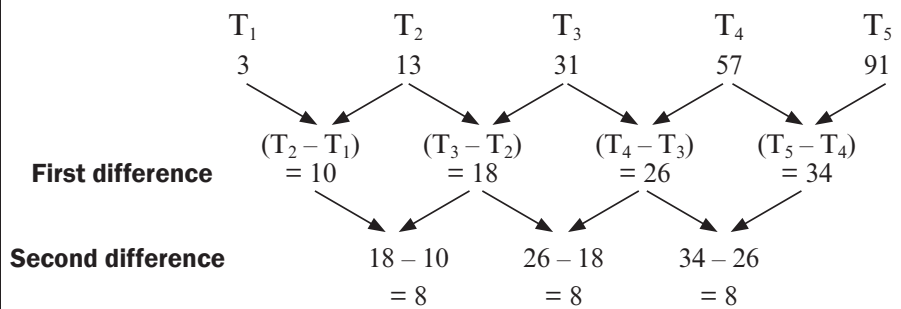 T₁ T₂ T₃ T₄ T₅
3 13 31 57 91
(T₂ – T₁) (T₃ – T₂) (T₄ – T₃) (T₅ – T₄)
First difference = 10 = 18 = 26 = 34
Second difference 18 – 10 26 – 18 34 – 26
= 8 = 8 = 8